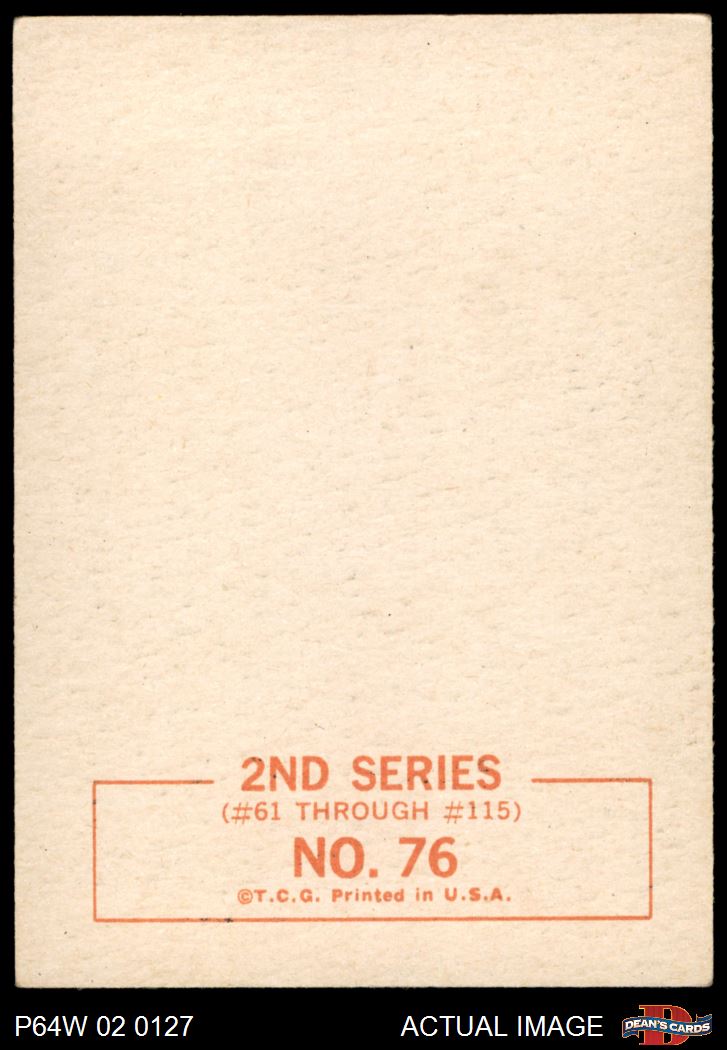 2ND SERIES
(#61 THROUGH #115)
NO. 76
©T.C.G. Printed in U.S.A.
P64W 02 0127
ACTUAL IMAGE
D
DEAN'S CARDS